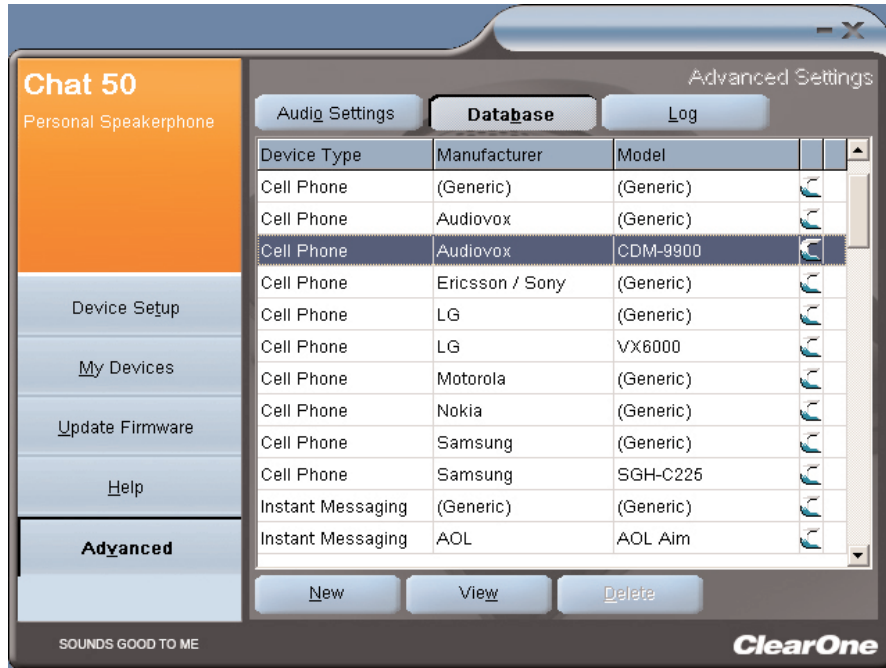 Chat 50
Personal Speakerphone
Advanced Settings
Audio Settings Database Log
Device Type Manufacturer Model
Cell Phone (Generic) (Generic)
Cell Phone Audiovox (Generic)
Cell Phone Audiovox CDM-9900
Cell Phone Ericsson / Sony (Generic)
Cell Phone LG (Generic)
Cell Phone LG VX6000
Cell Phone Motorola (Generic)
Cell Phone Nokia (Generic)
Cell Phone Samsung (Generic)
Cell Phone Samsung SGH-C225
Instant Messaging (Generic) (Generic)
Instant Messaging AOL AOL Aim
Device Setup
My Devices
Update Firmware
Help
Advanced
New View Delete
SOUNDS GOOD TO ME
ClearOne